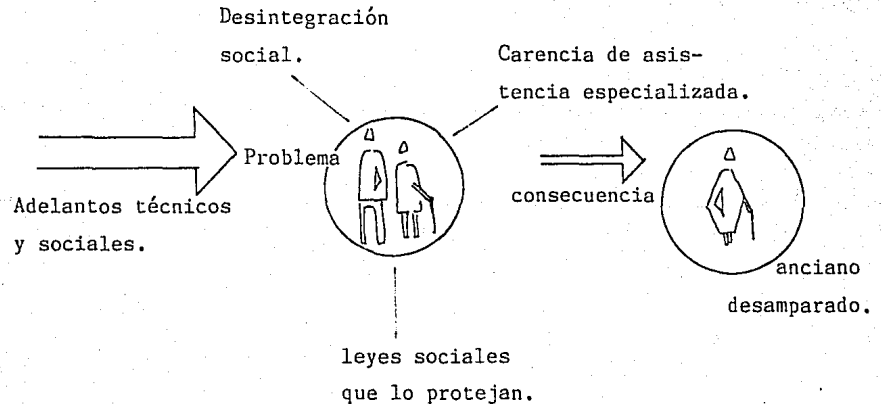 Desintegración
social.
Carencia de asis-
tencia especializada.
Problema
Adelantos técnicos
y sociales.
consecuencia
anciano
desamparado.
leyes sociales
que lo protejan.